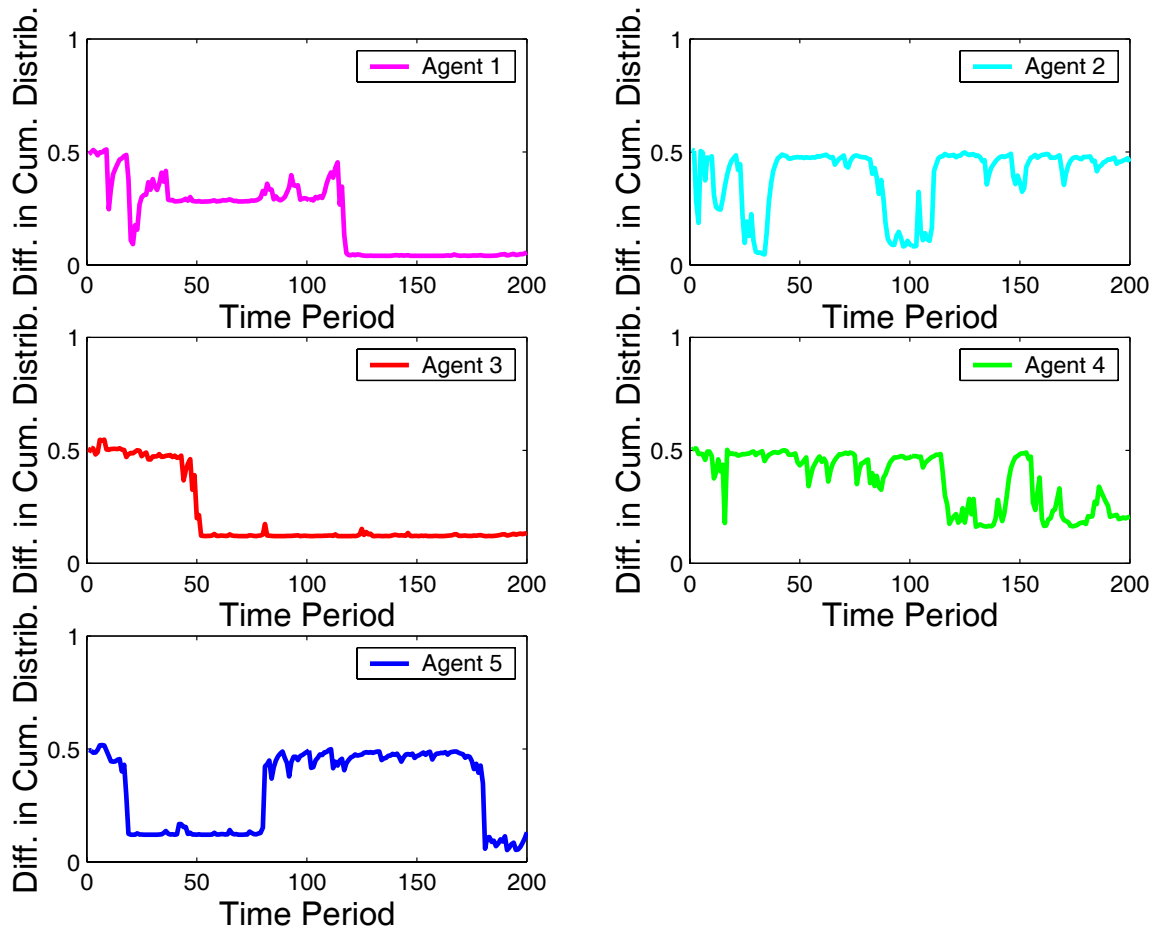 Diff. in Cum. Distrib.
1
0.5
0
Agent 1
0
50
100
150
200
Time Period
Diff. in Cum. Distrib.
1
0.5
0
Agent 2
0
50
100
150
200
Time Period
Diff. in Cum. Distrib.
1
0.5
0
Agent 3
0
50
100
150
200
Time Period
Diff. in Cum. Distrib.
1
0.5
0
Agent 4
0
50
100
150
200
Time Period
Diff. in Cum. Distrib.
1
0.5
0
Agent 5
0
50
100
150
200
Time Period